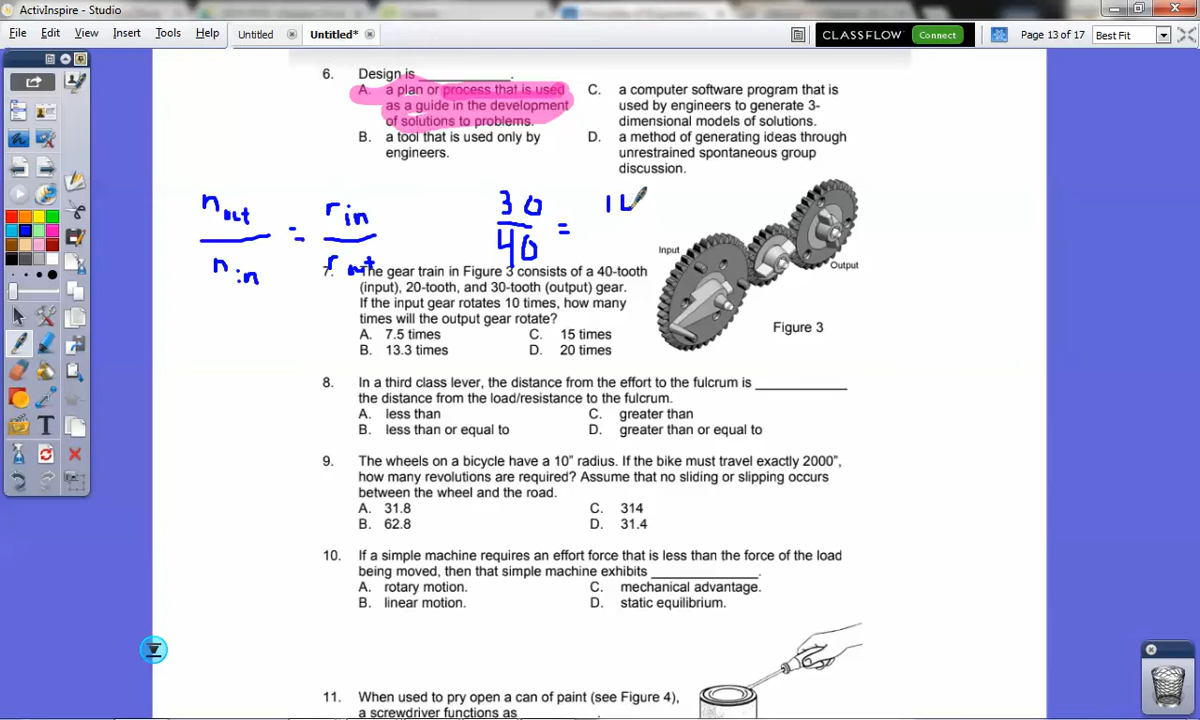 ActivInspire - Studio
File Edit View Insert Tools Help Untitled Untitled* CLASSFLOW Connect Page 13 of 17 Best Fit
6. Design is __________.
A. a plan or process that is used as a guide in the development of solutions to problems.
B. a tool that is used only by engineers.
C. a computer software program that is used by engineers to generate 3-dimensional models of solutions.
D. a method of generating ideas through unrestrained spontaneous group discussion.
n out / n in = r in / r out
30 / 40 =
Input
Output
Figure 3
7. The gear train in Figure 3 consists of a 40-tooth
(input), 20-tooth, and 30-tooth (output) gear.
If the input gear rotates 10 times, how many
times will the output gear rotate?
A. 7.5 times C. 15 times
B. 13.3 times D. 20 times
8. In a third class lever, the distance from the effort to the fulcrum is __________
the distance from the load/resistance to the fulcrum.
A. less than C. greater than
B. less than or equal to D. greater than or equal to
9. The wheels on a bicycle have a 10" radius. If the bike must travel exactly 2000",
how many revolutions are required? Assume that no sliding or slipping occurs
between the wheel and the road.
A. 31.8 C. 314
B. 62.8 D. 31.4
10. If a simple machine requires an effort force that is less than the force of the load
being moved, then that simple machine exhibits __________.
A. rotary motion. C. mechanical advantage.
B. linear motion. D. static equilibrium.
11. When used to pry open a can of paint (see Figure 4),
a screwdriver functions as __________.